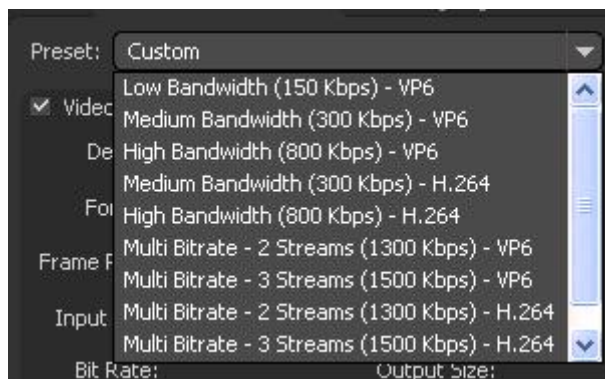 Preset: Custom
Low Bandwidth (150 Kbps) - VP6
Medium Bandwidth (300 Kbps) - VP6
High Bandwidth (800 Kbps) - VP6
Medium Bandwidth (300 Kbps) - H.264
High Bandwidth (800 Kbps) - H.264
Multi Bitrate - 2 Streams (1300 Kbps) - VP6
Multi Bitrate - 3 Streams (1500 Kbps) - VP6
Multi Bitrate - 2 Streams (1300 Kbps) - H.264
Multi Bitrate - 3 Streams (1500 Kbps) - H.264
Input
Bit Rate: Output Size: